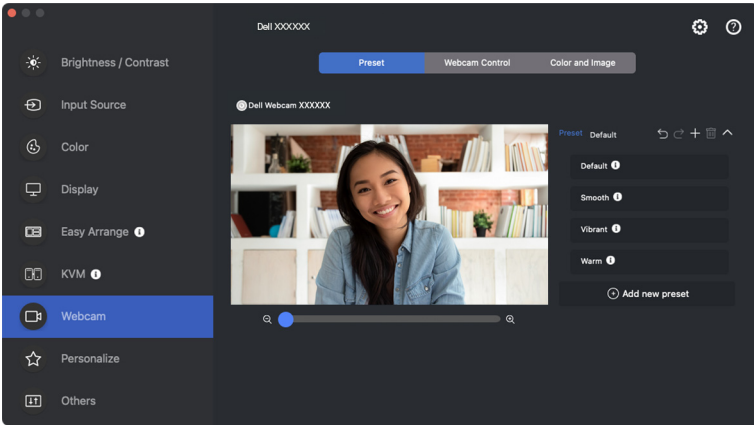 Dell XXXXXX
Preset
Webcam Control
Color and Image
Brightness / Contrast
Input Source
Color
Display
Easy Arrange
KVM
Webcam
Personalize
Others
Dell Webcam XXXXXX
Preset Default
Default
Smooth
Vibrant
Warm
Add new preset